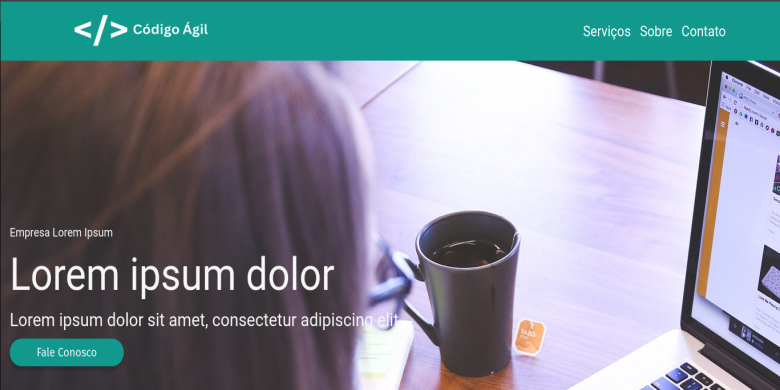 </> Código Ágil
Serviços Sobre Contato
Empresa Lorem Ipsum
Lorem ipsum dolor
Lorem ipsum dolor sit amet, consectetur adipiscing elit
Fale Conosco